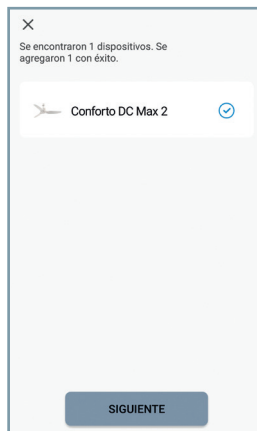 Se encontraron 1 dispositivos. Se
agregaron 1 con éxito.
Conforto DC Max 2
SIGUIENTE